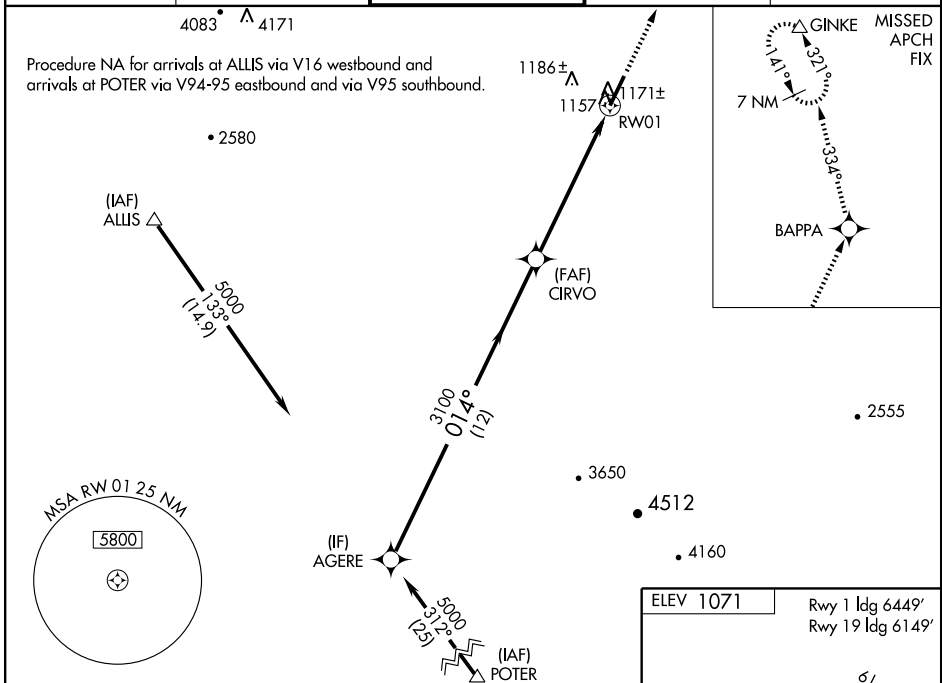 4083
4171
Procedure NA for arrivals at ALLIS via V16 westbound and
arrivals at POTER via V94-95 eastbound and via V95 southbound.
2580
(IAF)
ALLIS
5000
133°
(14.9)
1186±
1157
1171±
RW01
(FAF)
CIRVO
3100
014°
(12)
GINKE
MISSED
APCH
FIX
321°
141°
7 NM
334°
BAPPA
2555
3650
4512
4160
MSA RW 01 25 NM
5800
(IF)
AGERE
5000
312°
(25)
(IAF)
POTER
ELEV 1071
Rwy 1 ldg 6449'
Rwy 19 ldg 6149'